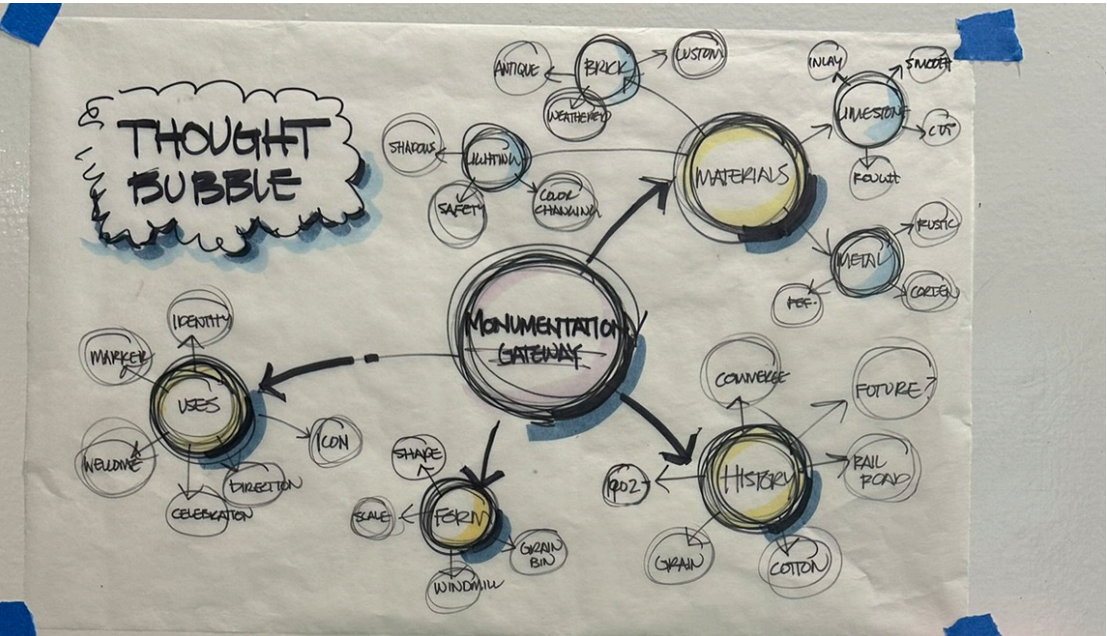 THOUGHT
BUBBLE
ANTIQUE
BRICK
CUSTOM
WEATHERED
SHADOWS
LIGHTING
SAFETY
COLOR
CHANGING
MATERIALS
INLAY
SMOOTH
LIMESTONE
CUT
ROUGH
METAL
RUSTIC
CORTEN
MONUMENTATION
GATEWAY
IDENTITY
MARKER
USES
WELCOME
ICON
DIRECTION
CELEBRATION
SHAPE
SCALE
FORM
GRAIN
BIN
WINDMILL
COMMERCE
FUTURE?
HISTORY
RAIL
ROAD
1902
GRAIN
COTTON